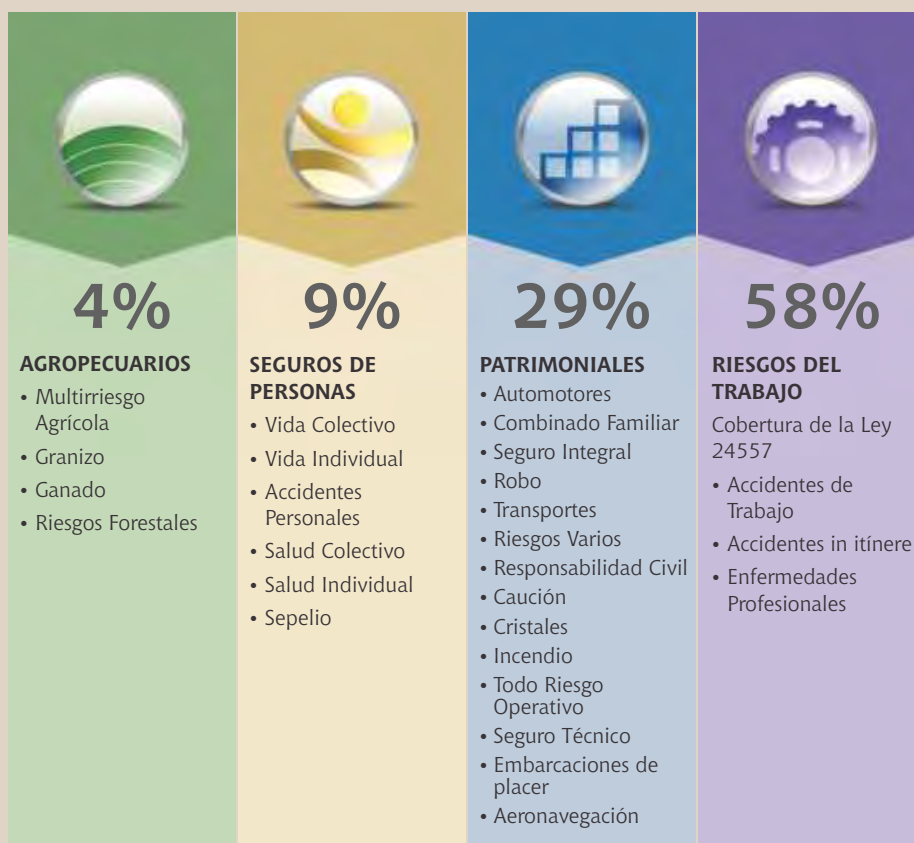 4%
AGROPECUARIOS
• Multirriesgo
Agrícola
• Granizo
• Ganado
• Riesgos Forestales
9%
SEGUROS DE
PERSONAS
• Vida Colectivo
• Vida Individual
• Accidentes
Personales
• Salud Colectivo
• Salud Individual
• Sepelio
29%
PATRIMONIALES
• Automotores
• Combinado Familiar
• Seguro Integral
• Robo
• Transportes
• Riesgos Varios
• Responsabilidad Civil
• Caución
• Cristales
• Incendio
• Todo Riesgo
Operativo
• Seguro Técnico
• Embarcaciones de
placer
• Aeronavegación
58%
RIESGOS DEL
TRABAJO
Cobertura de la Ley
24557
• Accidentes de
Trabajo
• Accidentes in itínere
• Enfermedades
Profesionales